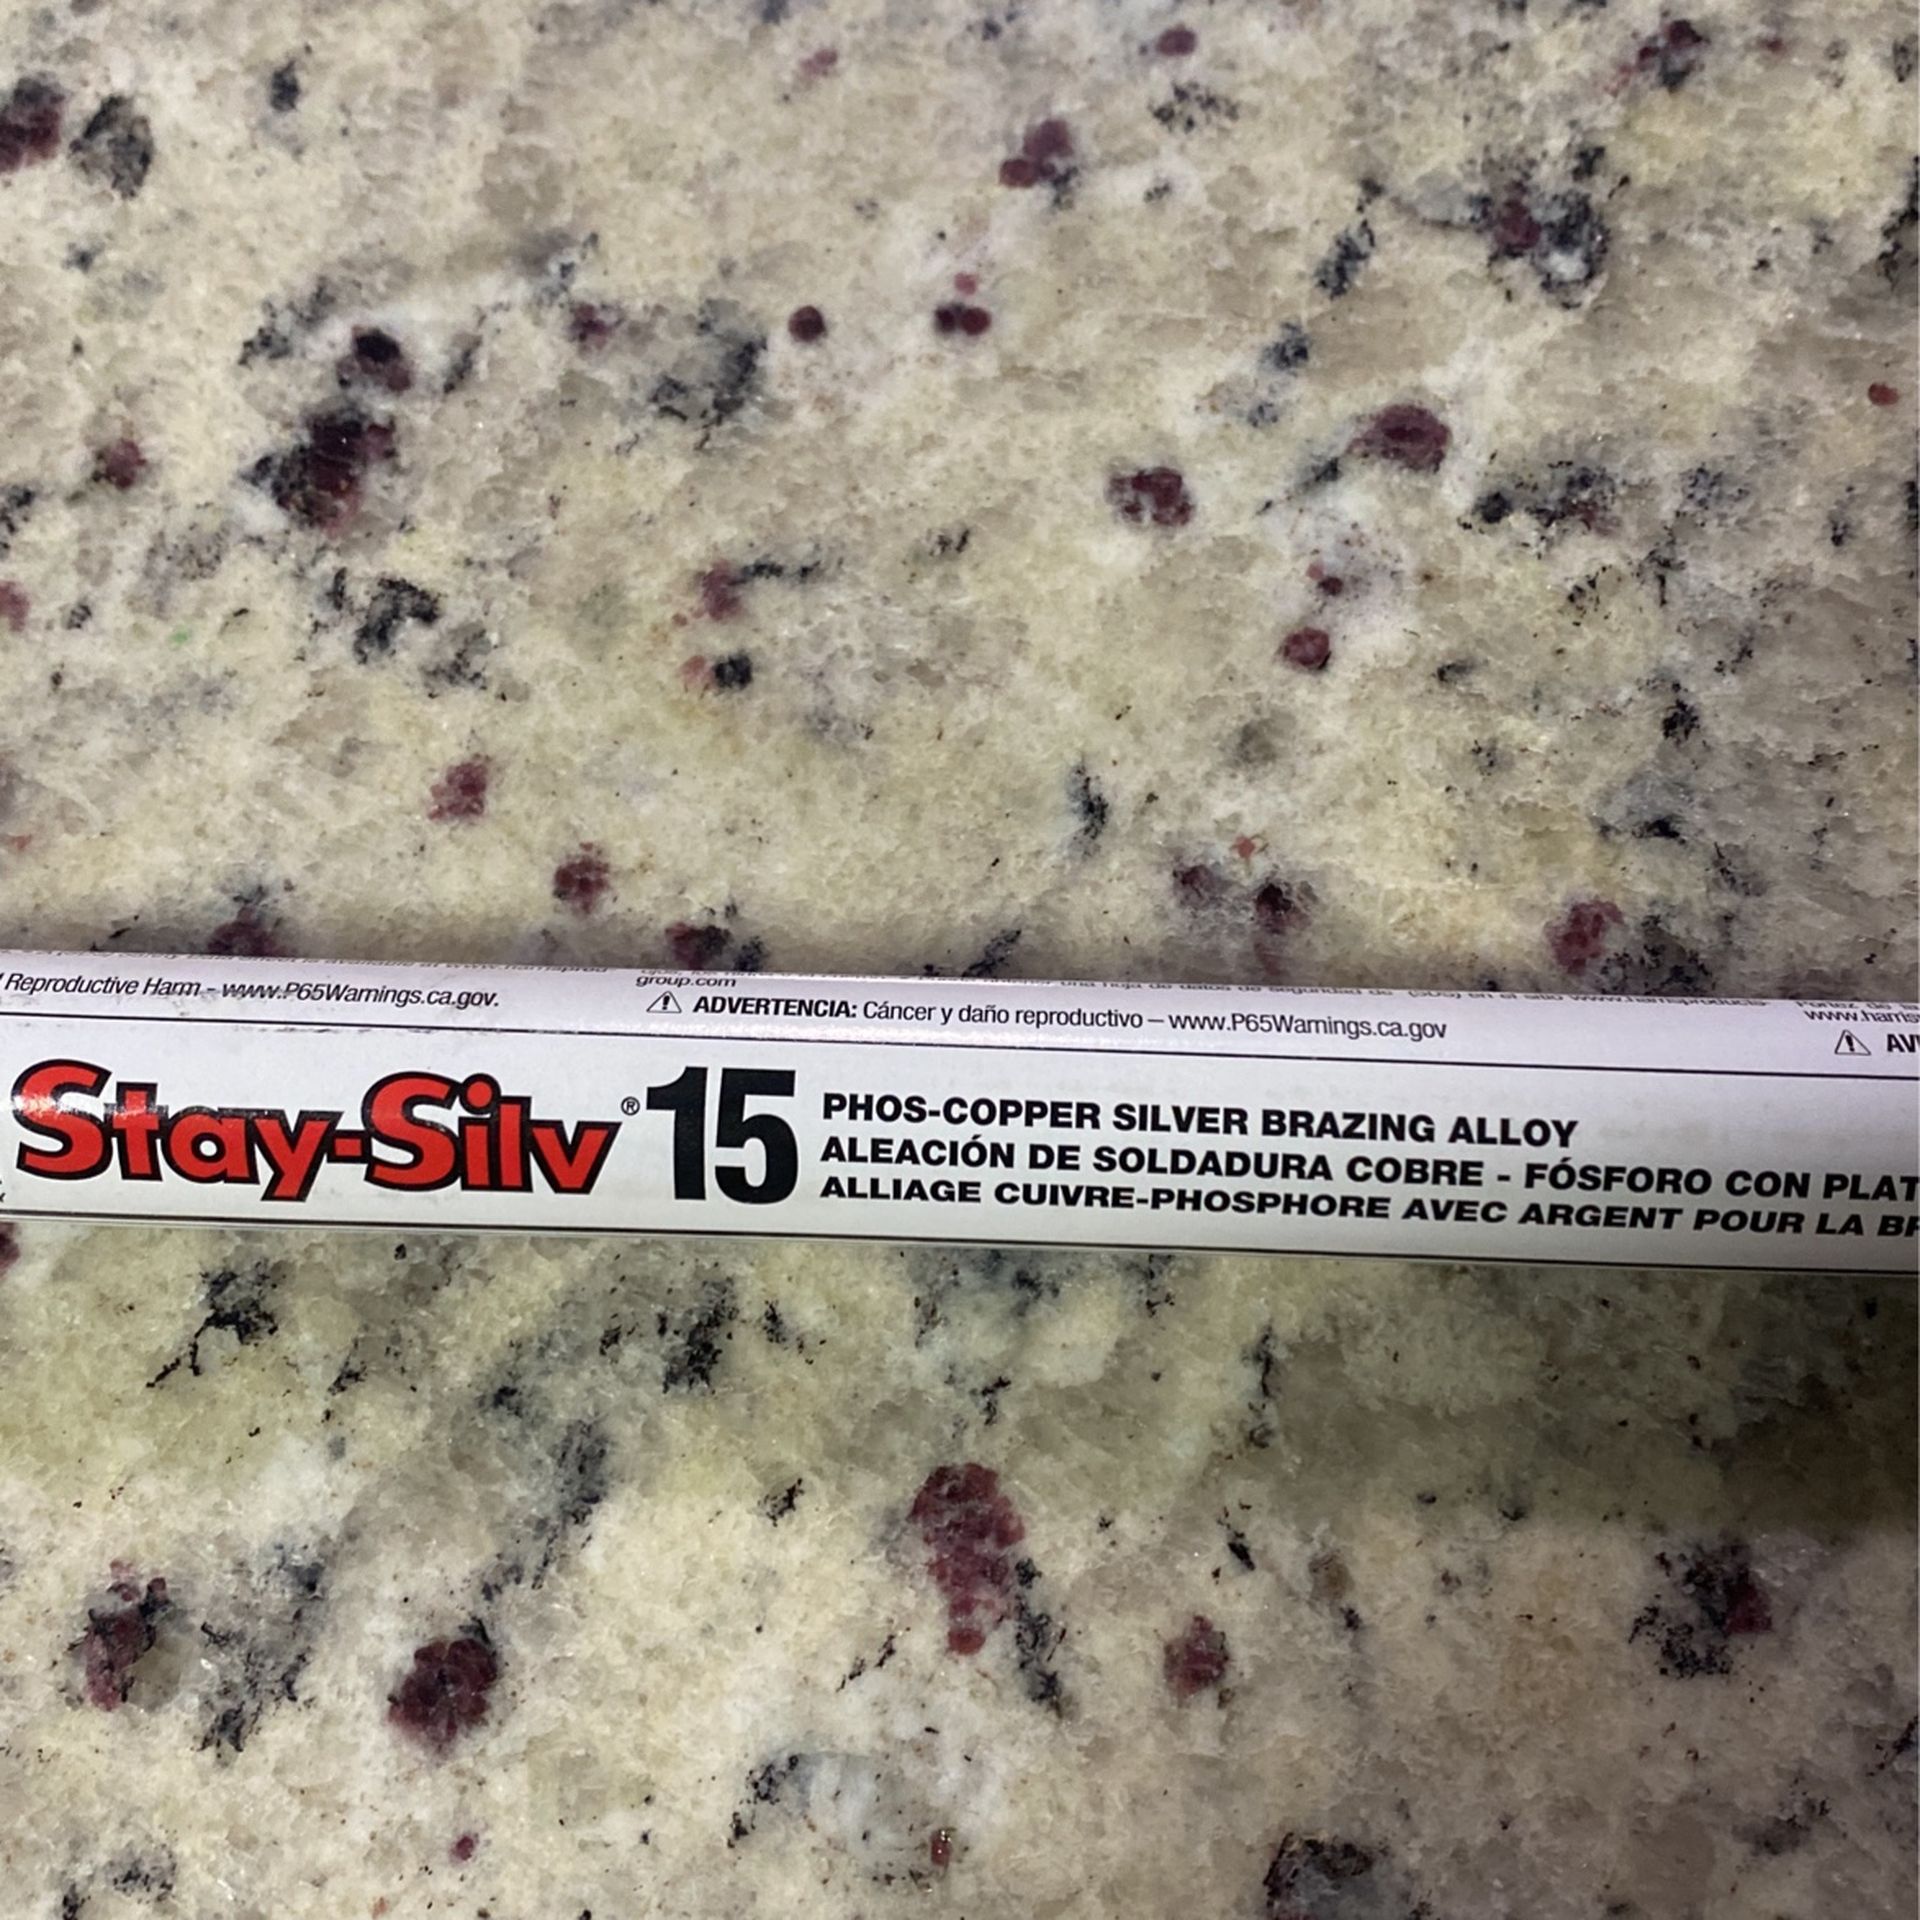 Reproductive Harm - www.P65Warnings.ca.gov.
group.com
⚠ ADVERTENCIA: Cáncer y daño reproductivo – www.P65Warnings.ca.gov
⚠
Stay-Silv® 15
PHOS-COPPER SILVER BRAZING ALLOY
ALEACIÓN DE SOLDADURA COBRE - FÓSFORO CON PLAT
ALLIAGE CUIVRE-PHOSPHORE AVEC ARGENT POUR LA